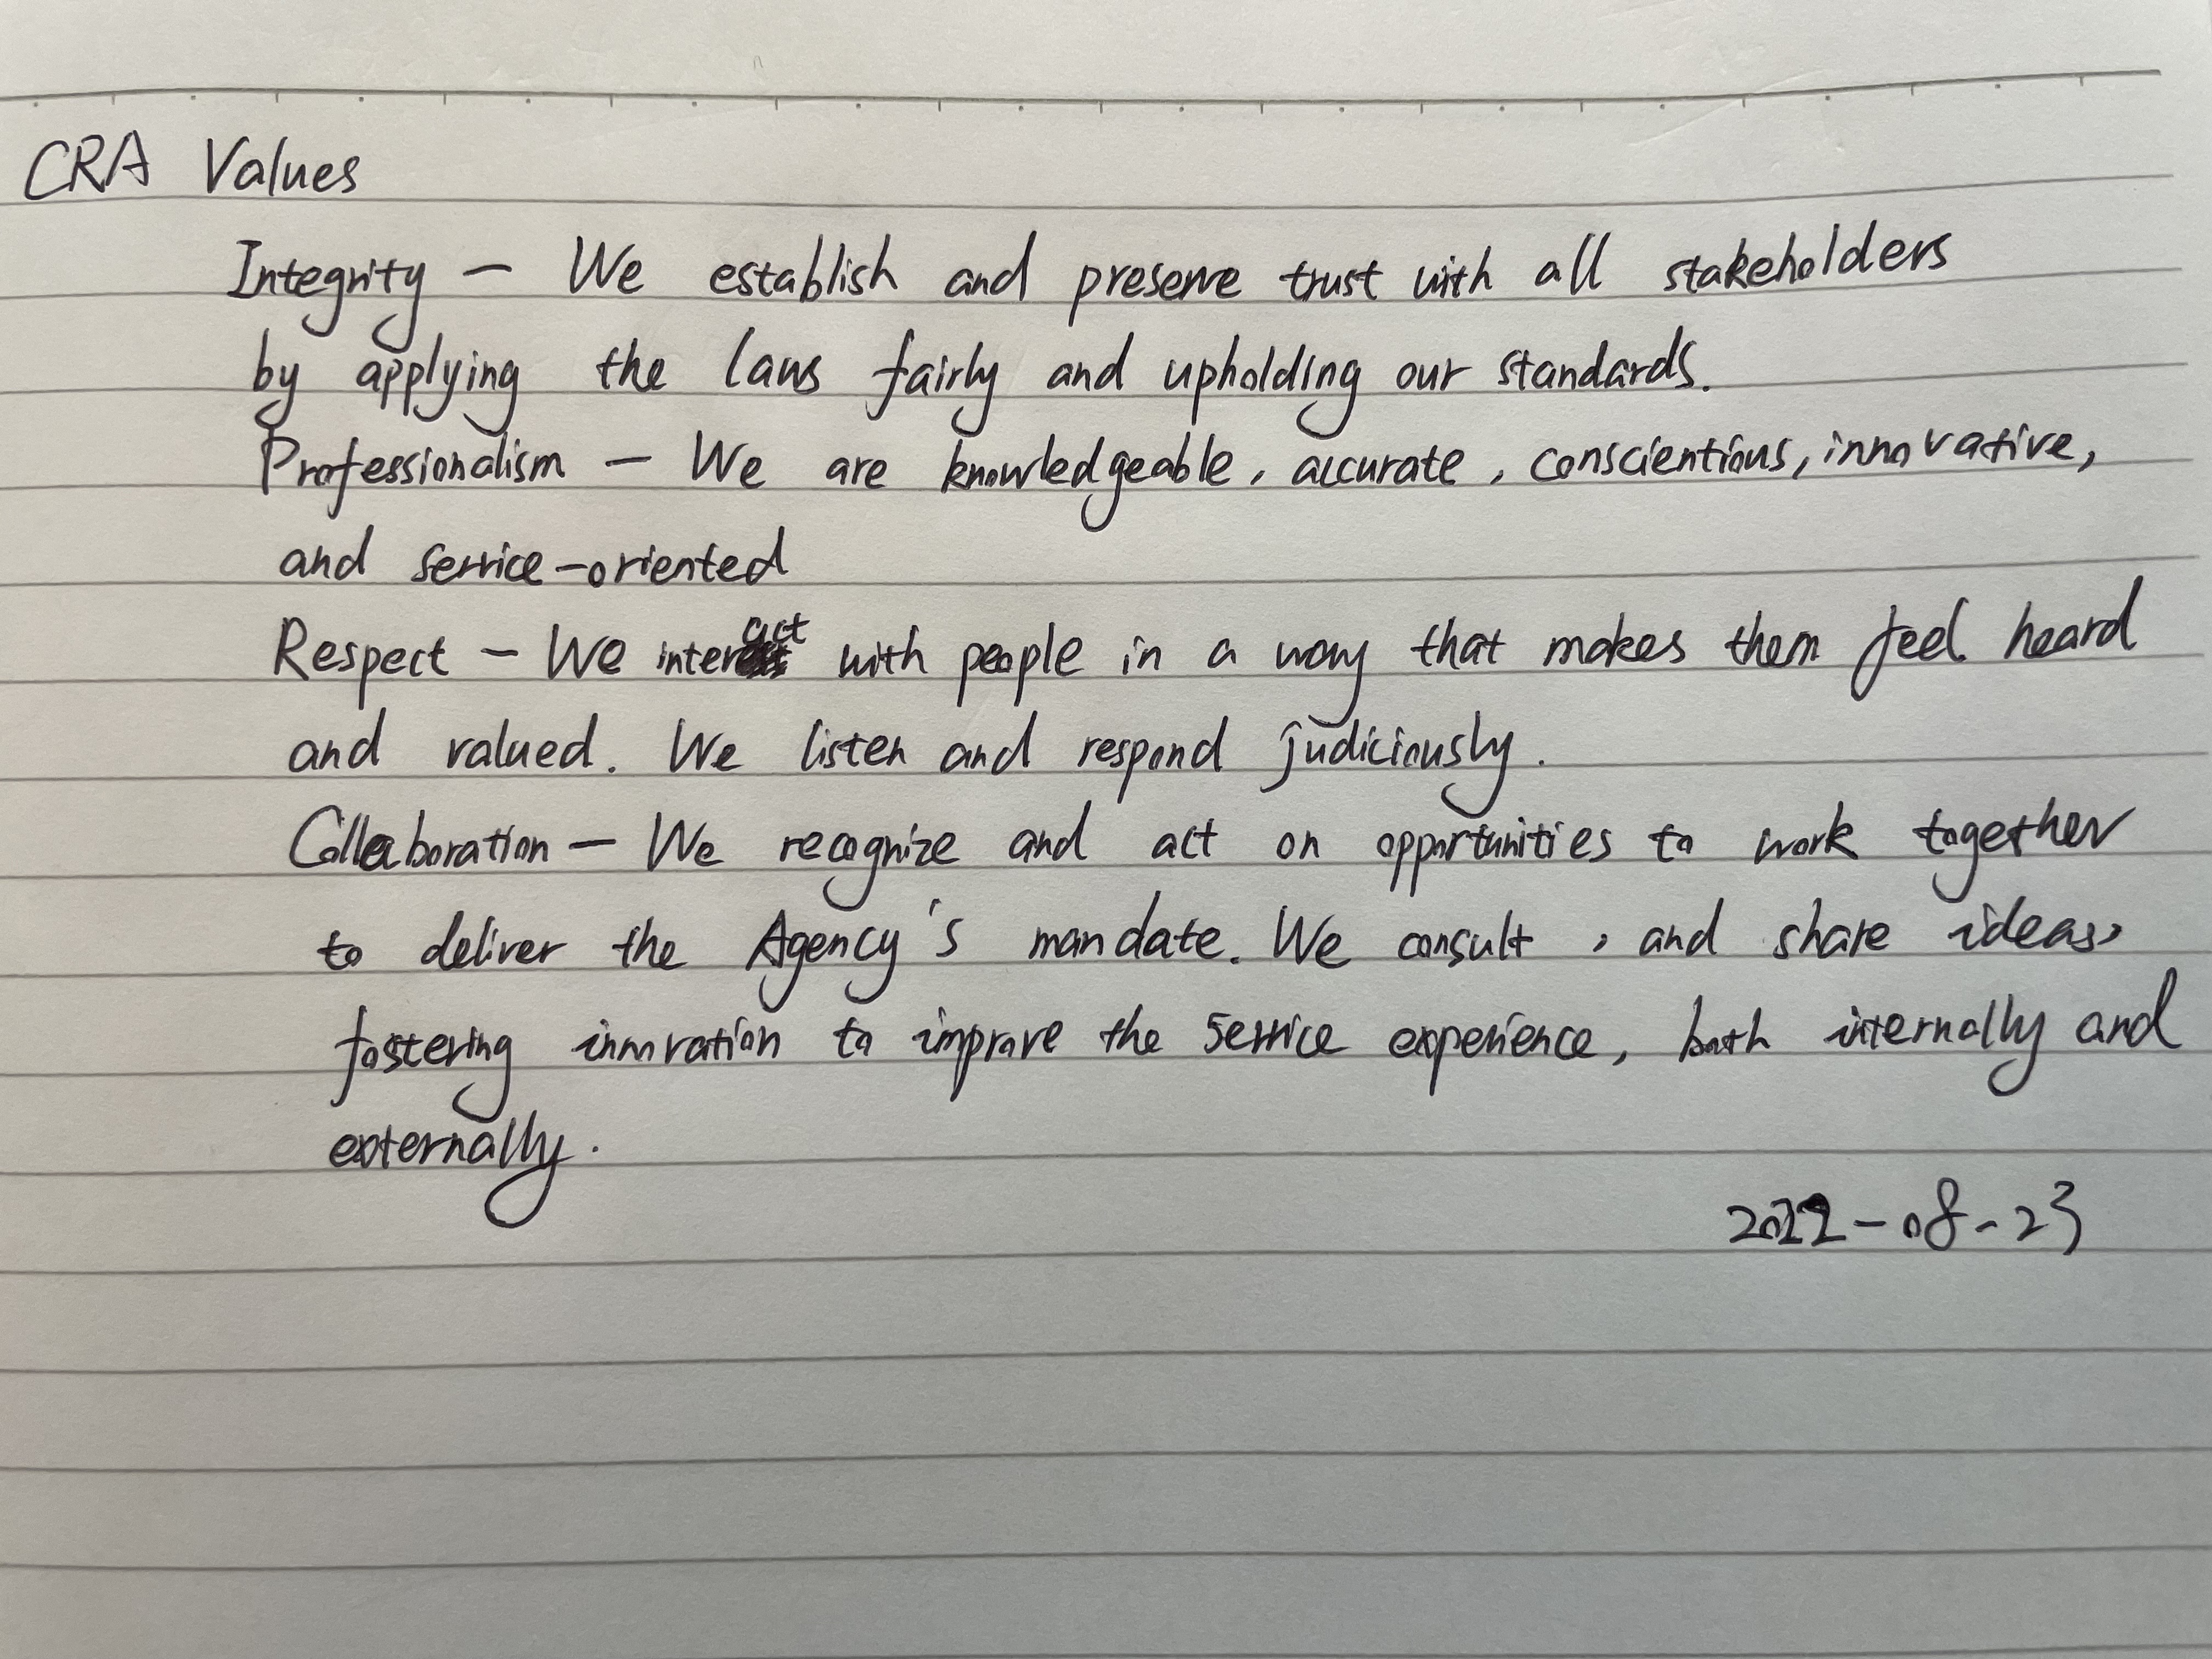 CRA Values
Integrity — We establish and preserve trust with all stakeholders
by applying the laws fairly and upholding our standards.
Professionalism — We are knowledgeable, accurate, conscientious, innovative,
and service-oriented
Respect — We interact with people in a way that makes them feel heard
and valued. We listen and respond judiciously.
Collaboration — We recognize and act on opportunities to work together
to deliver the Agency's mandate. We consult, and share ideas,
fostering innovation to improve the service experience, both internally and
externally.
2022-08-23